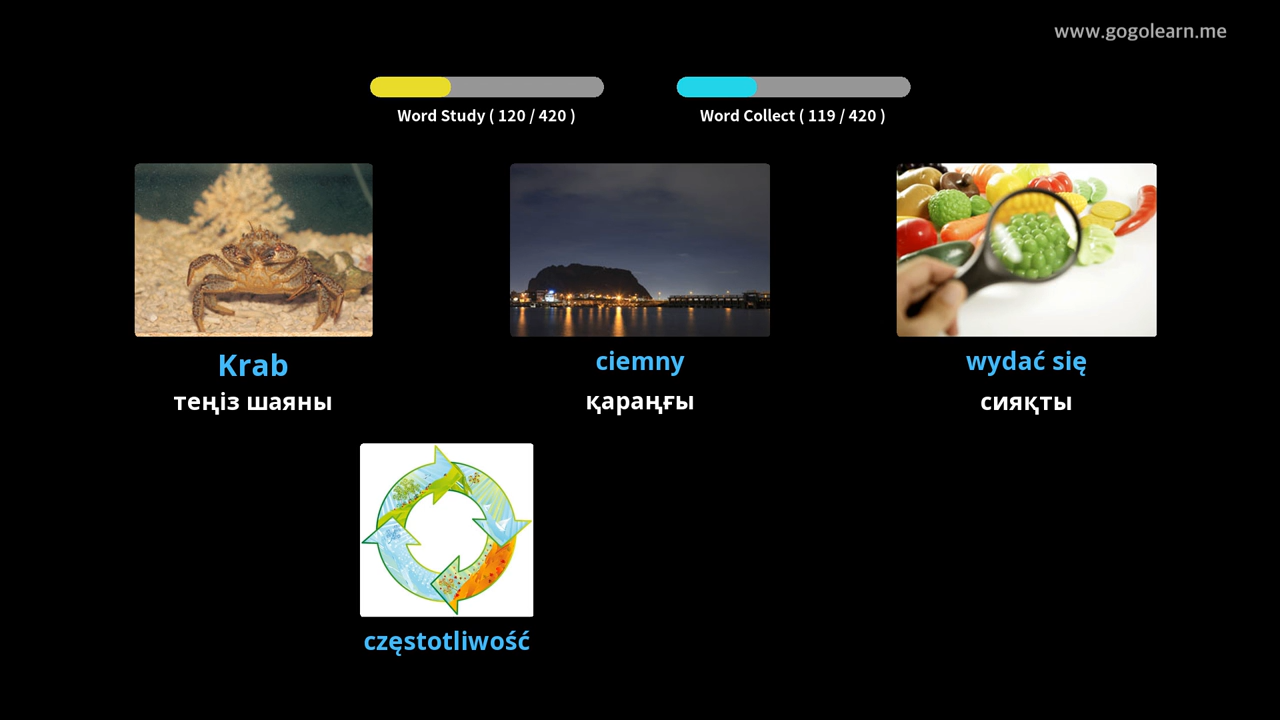 www.gogolearn.me
Word Study ( 120 / 420 )
Word Collect ( 119 / 420 )
Krab
теңіз шаяны
ciemny
қараңғы
wydać się
сияқты
częstotliwość